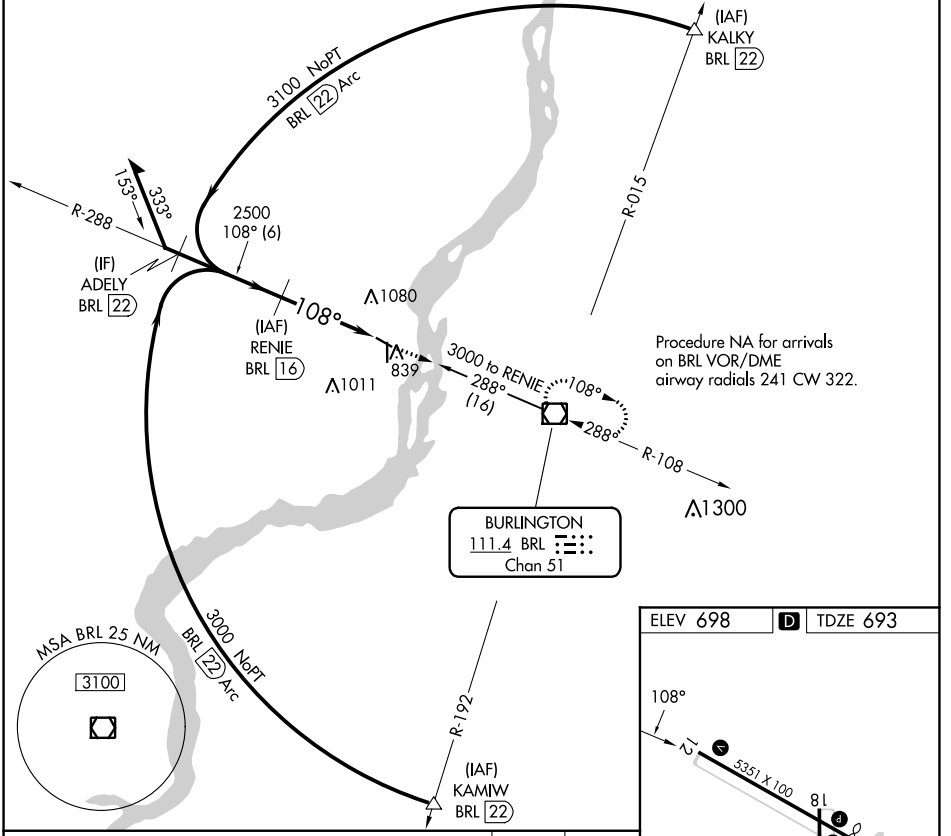 (IAF)
KALKY
BRL 22
3100 NoPT
BRL 22 Arc
R-015
153°
333°
R-288
2500
108° (6)
(IF)
ADELY
BRL 22
108°
(IAF)
RENIE
BRL 16
1080
839
1011
3000 to RENIE
288°
(16)
108°
288°
R-108
Procedure NA for arrivals
on BRL VOR/DME
airway radials 241 CW 322.
1300
BURLINGTON
111.4 BRL
Chan 51
3000 NoPT
BRL 22 Arc
R-192
(IAF)
KAMIW
BRL 22
MSA BRL 25 NM
3100
ELEV 698 D TDZE 693
108°
12
V
5351 X 100
18
P